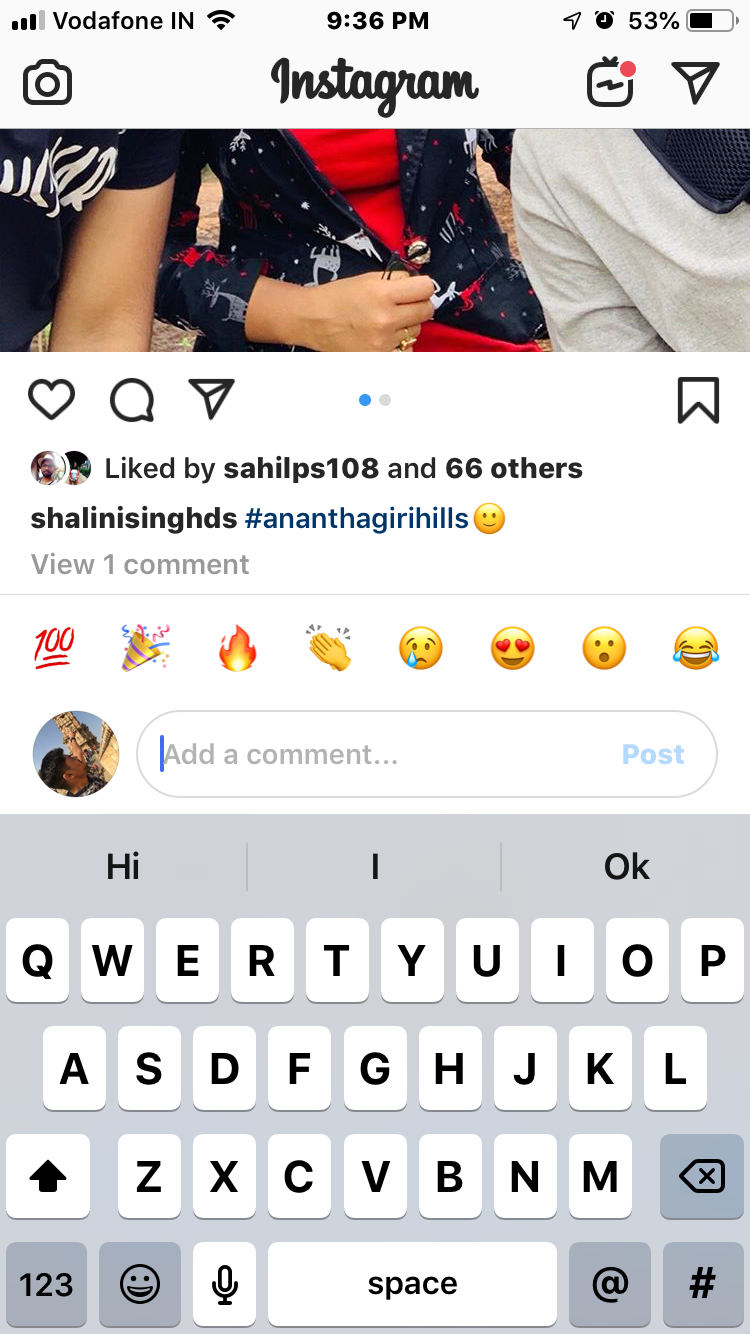 Vodafone IN 9:36 PM 53%
Instagram
Liked by sahilps108 and 66 others
shalinisinghds #ananthagirihills🙂
View 1 comment
💯 🎉 🔥 👏 😢 😍 😮 😂
Add a comment... Post
Hi I Ok
Q W E R T Y U I O P
A S D F G H J K L
Z X C V B N M
123 space @ #